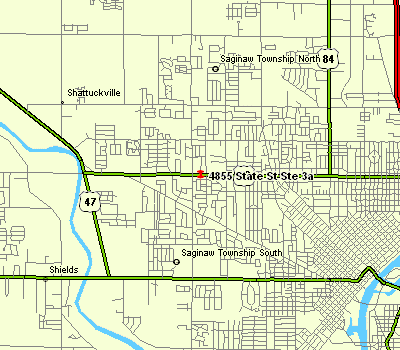 Saginaw Township North
84
Shattuckville
4855 State St Ste 3a
47
Saginaw Township South
Shields